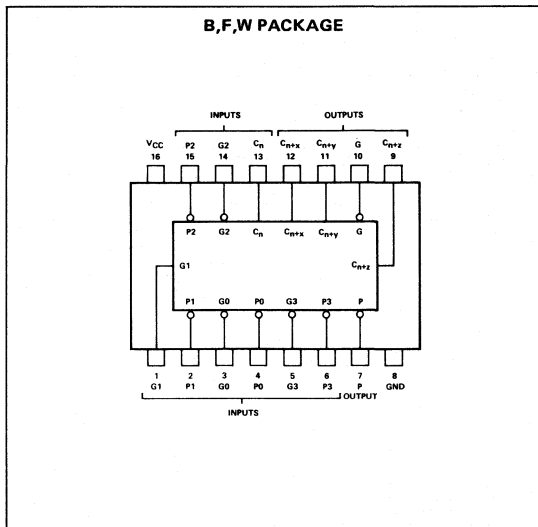 B,F,W PACKAGE
INPUTS OUTPUTS
VCC P2 G2 Cn Cn+x Cn+y G Cn+z
16 15 14 13 12 11 10 9
P2 G2 Cn Cn+x Cn+y G
G1 Cn+z
P1 G0 P0 G3 P3 P
1 2 3 4 5 6 7 8
G1 P1 G0 P0 G3 P3 P GND
INPUTS OUTPUT